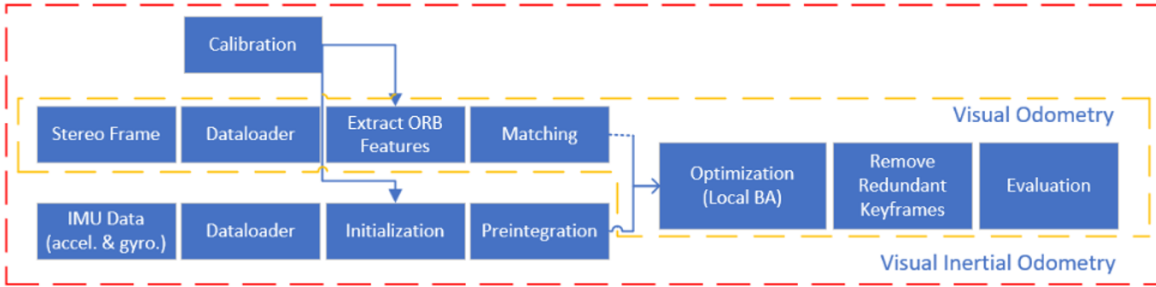 Calibration
Visual Odometry
Stereo Frame
Dataloader
Extract ORB
Features
Matching
Optimization
(Local BA)
Remove
Redundant
Keyframes
Evaluation
IMU Data
(accel. & gyro.)
Dataloader
Initialization
Preintegration
Visual Inertial Odometry